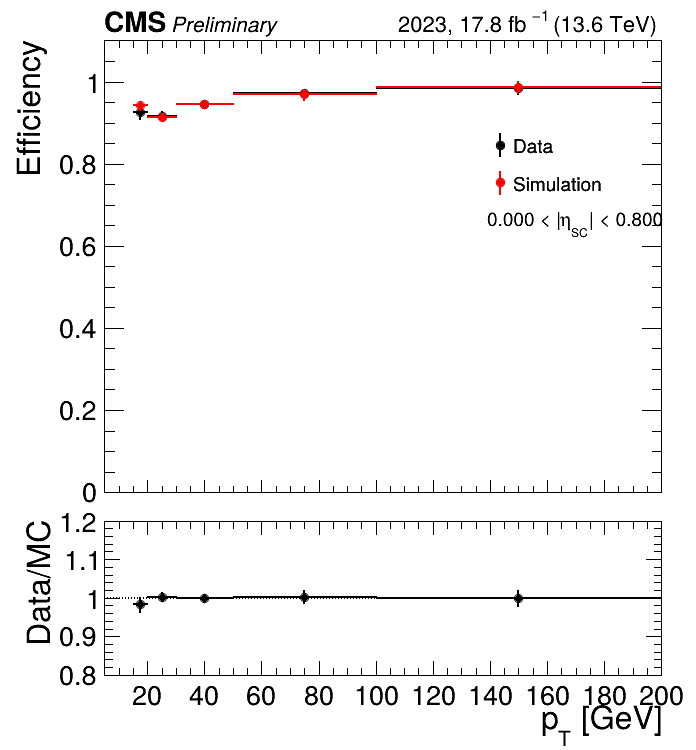 CMS Preliminary 2023, 17.8 fb⁻¹ (13.6 TeV)
Efficiency
1
0.8
0.6
0.4
0.2
0
Data
Simulation
0.000 < |η_SC| < 0.800
Data/MC
1.2
1.1
1
0.9
0.8
20 40 60 80 100 120 140 160 180 200
p_T [GeV]